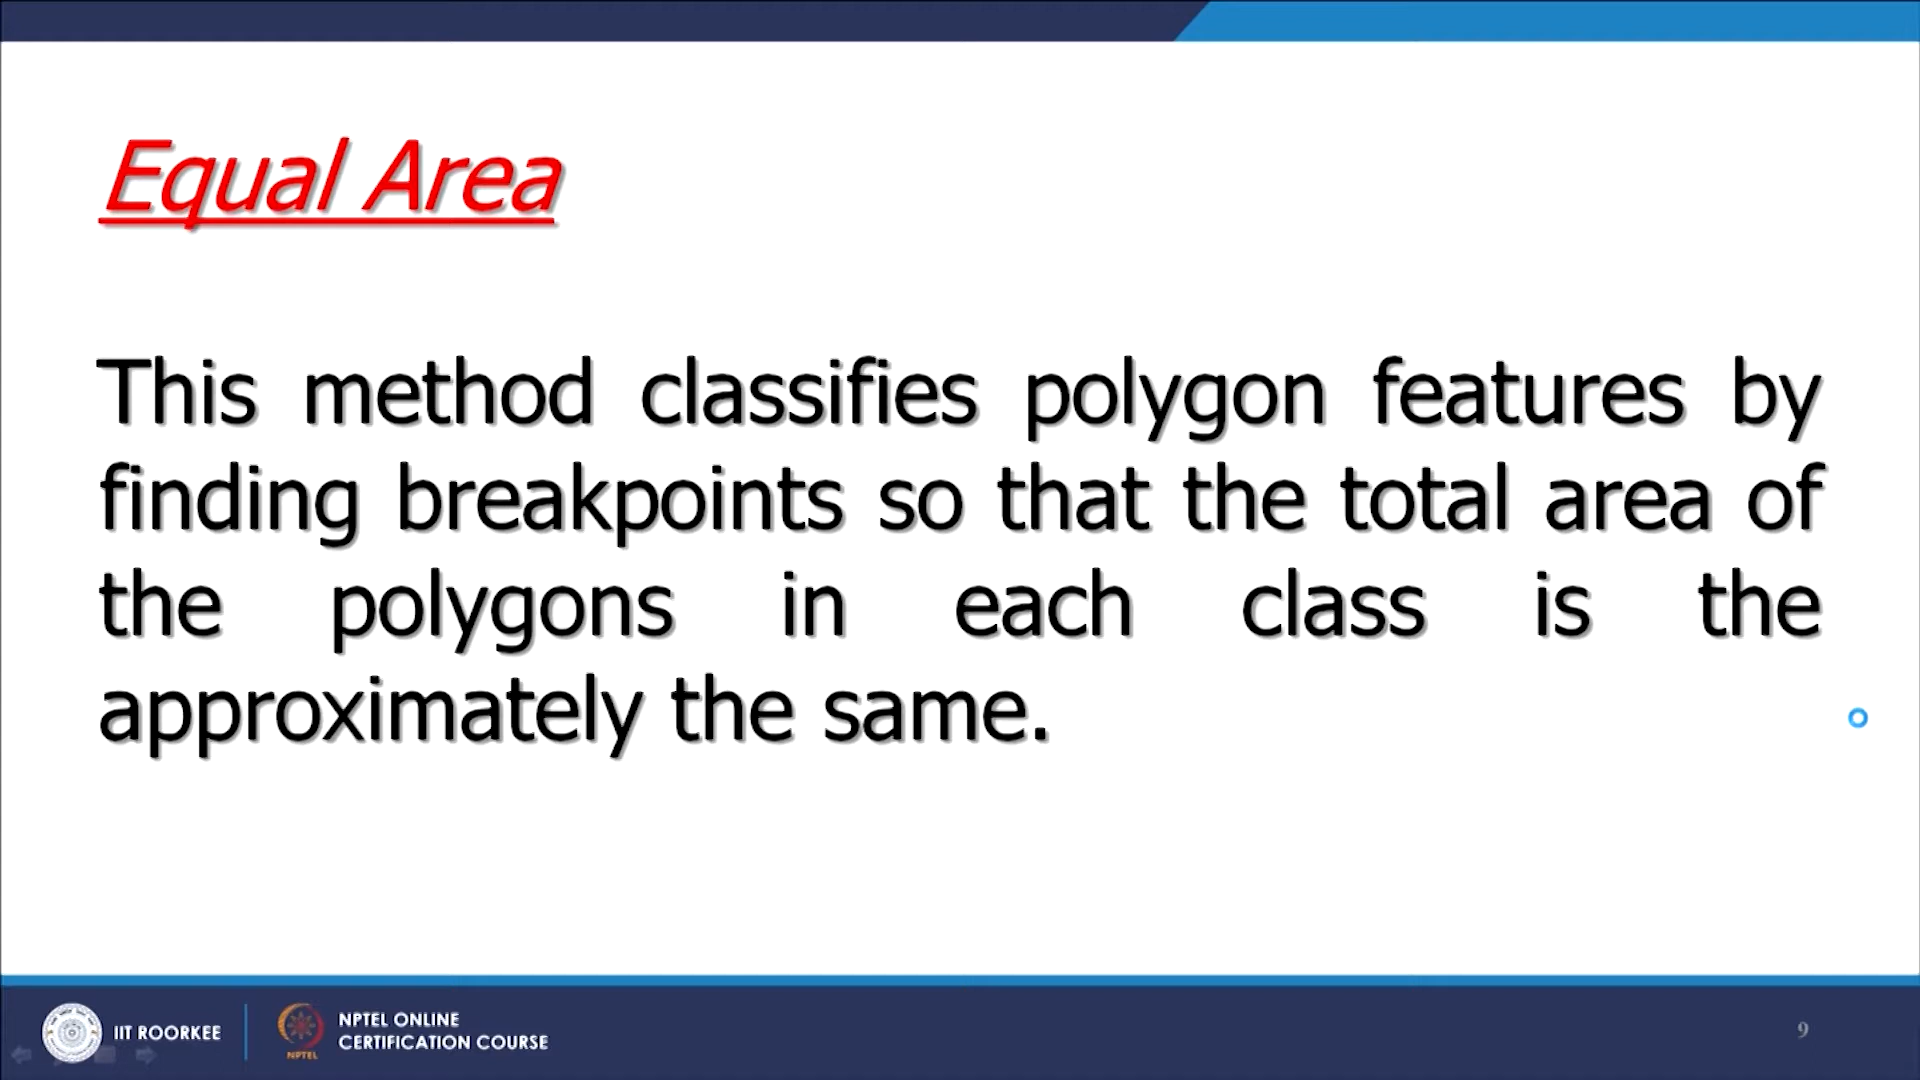 Equal Area
This method classifies polygon features by
finding breakpoints so that the total area of
the polygons in each class is the
approximately the same.
IIT ROORKEE
NPTEL
NPTEL ONLINE
CERTIFICATION COURSE
9